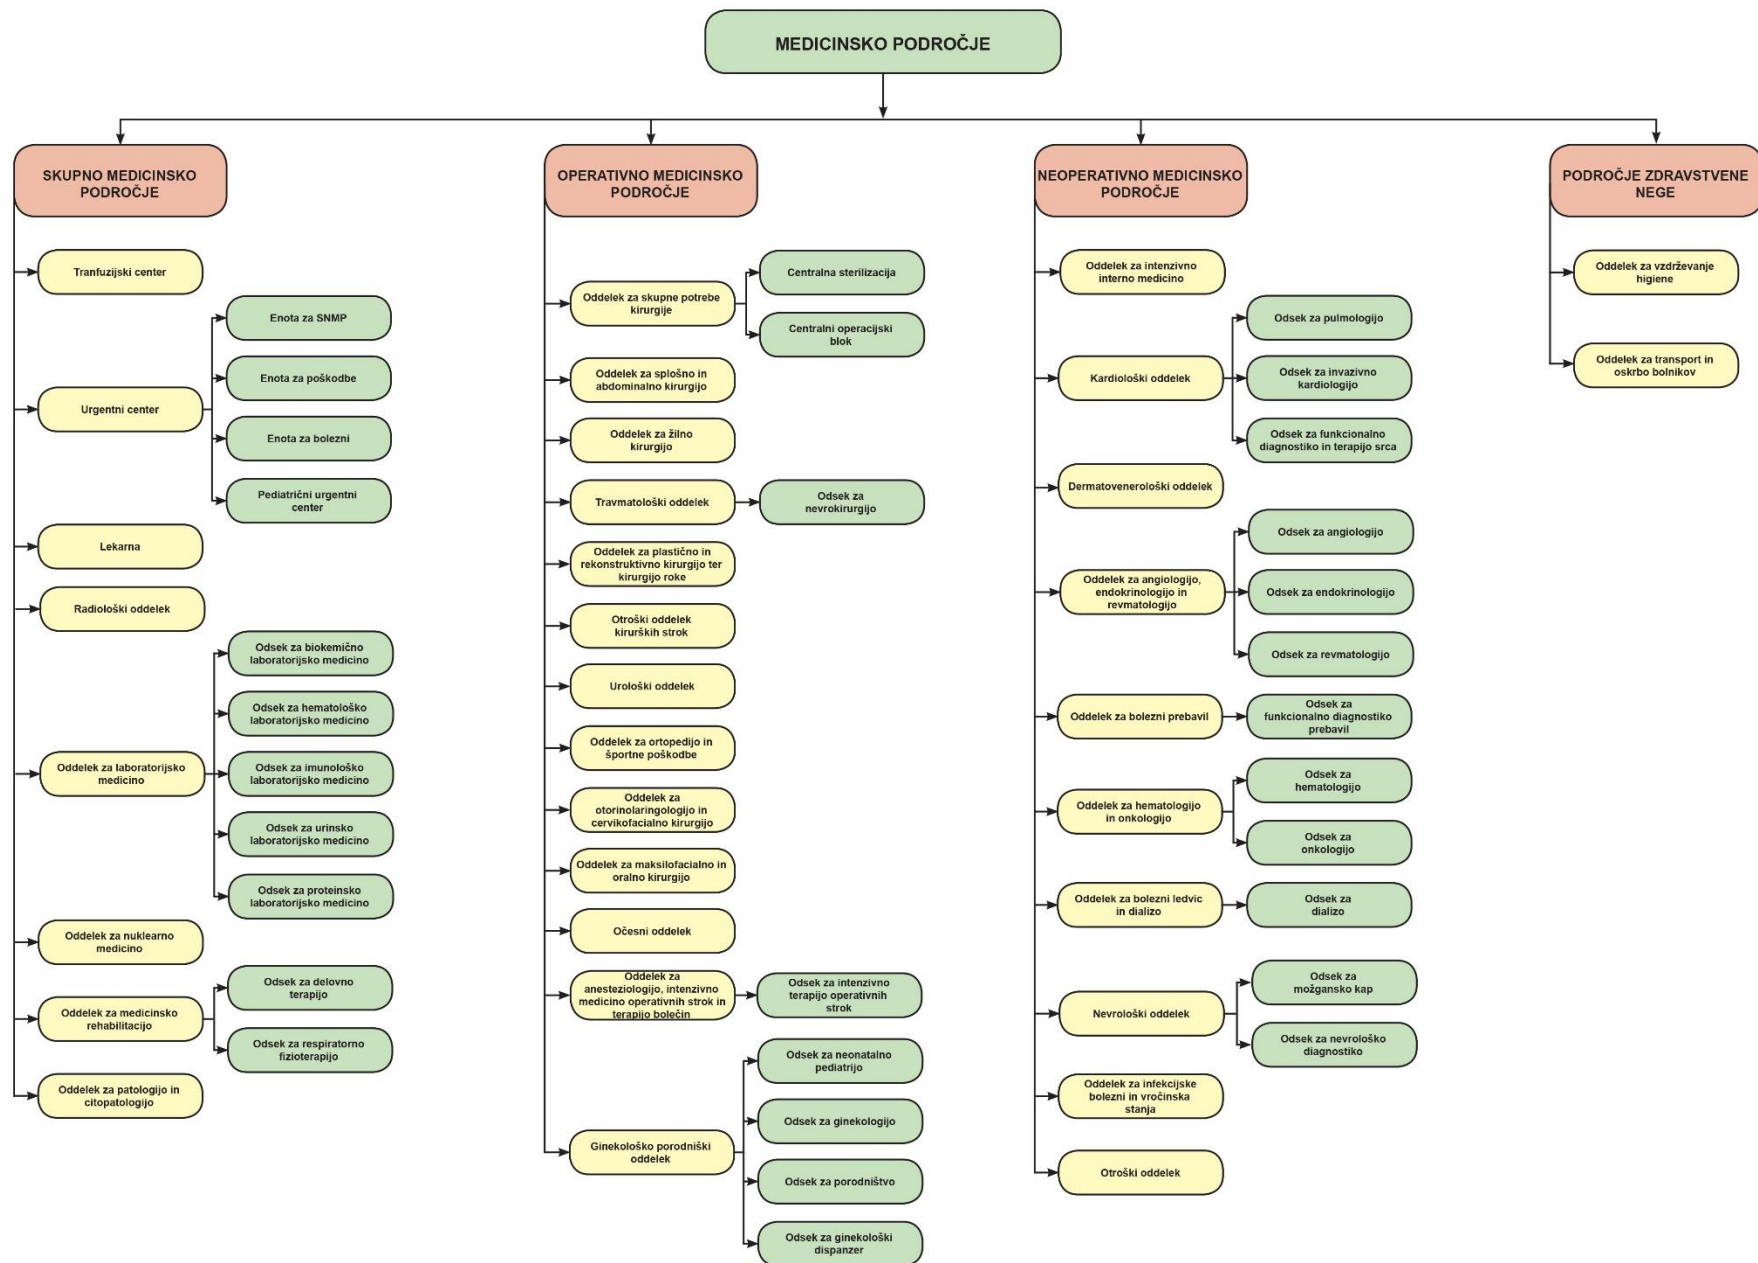 MEDICINSKO PODROČJE
SKUPNO MEDICINSKO
PODROČJE
Tranfuzijski center
Urgentni center
Enota za SNMP
Enota za poškodbe
Enota za bolezni
Pediatrični urgentni
center
Lekarna
Radiološki oddelek
Oddelek za laboratorijsko
medicino
Odsek za biokemično
laboratorijsko medicino
Odsek za hematološko
laboratorijsko medicino
Odsek za imunološko
laboratorijsko medicino
Odsek za urinsko
laboratorijsko medicino
Odsek za proteinsko
laboratorijsko medicino
Oddelek za nuklearno
medicino
Oddelek za medicinsko
rehabilitacijo
Odsek za delovno
terapijo
Odsek za respiratorno
fizioterapijo
Oddelek za patologijo in
citopatologijo
OPERATIVNO MEDICINSKO
PODROČJE
Oddelek za skupne potrebe
kirurgije
Centralna sterilizacija
Centralni operacijski
blok
Oddelek za splošno in
abdominalno kirurgijo
Oddelek za žilno
kirurgijo
Travmatološki oddelek
Odsek za
nevrokirurgijo
Oddelek za plastično in
rekonstruktivno kirurgijo ter
kirurgijo roke
Otroški oddelek
kirurških strok
Urološki oddelek
Oddelek za ortopedijo in
športne poškodbe
Oddelek za
otorinolaringologijo in
cervikofacialno kirurgijo
Oddelek za maksilofacialno in
oralno kirurgijo
Očesni oddelek
Oddelek za
anesteziologijo, intenzivno
medicino operativnih strok in
terapijo bolečin
Odsek za intenzivno
terapijo operativnih
strok
Ginekološko porodniški
oddelek
Odsek za neonatalno
pediatrijo
Odsek za ginekologijo
Odsek za porodništvo
Odsek za ginekološki
dispanzer
NEOPERATIVNO MEDICINSKO
PODROČJE
Oddelek za intenzivno
interno medicino
Kardiološki oddelek
Odsek za pulmologijo
Odsek za invazivno
kardiologijo
Odsek za funkcionalno
diagnostiko in terapijo srca
Dermatovenerološki oddelek
Oddelek za angiologijo,
endokrinologijo in
revmatologijo
Odsek za angiologijo
Odsek za endokrinologijo
Odsek za revmatologijo
Oddelek za bolezni prebavil
Odsek za
funkcionalno diagnostiko
prebavil
Oddelek za hematologijo
in onkologijo
Odsek za
hematologijo
Odsek za
onkologijo
Oddelek za bolezni ledvic
in dializo
Odsek za
dializo
Nevrološki oddelek
Odsek za
možgansko kap
Odsek za nevrološko
diagnostiko
Oddelek za infekcijske
bolezni in vročinska
stanja
Otroški oddelek
PODROČJE ZDRAVSTVENE
NEGE
Oddelek za vzdrževanje
higiene
Oddelek za transport in
oskrbo bolnikov